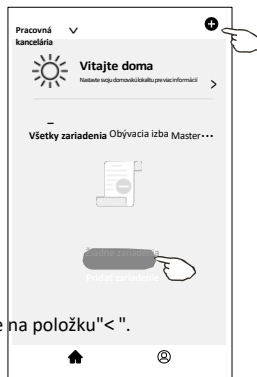 Pracovná
kancelária
Vitajte doma
Nastavte svoju domovskú lokalitu pre viac informácií
Všetky zariadenia Obývacia izba Master...
Žiadne zariadenia
Pridať zariadenie
e na položku"< ".